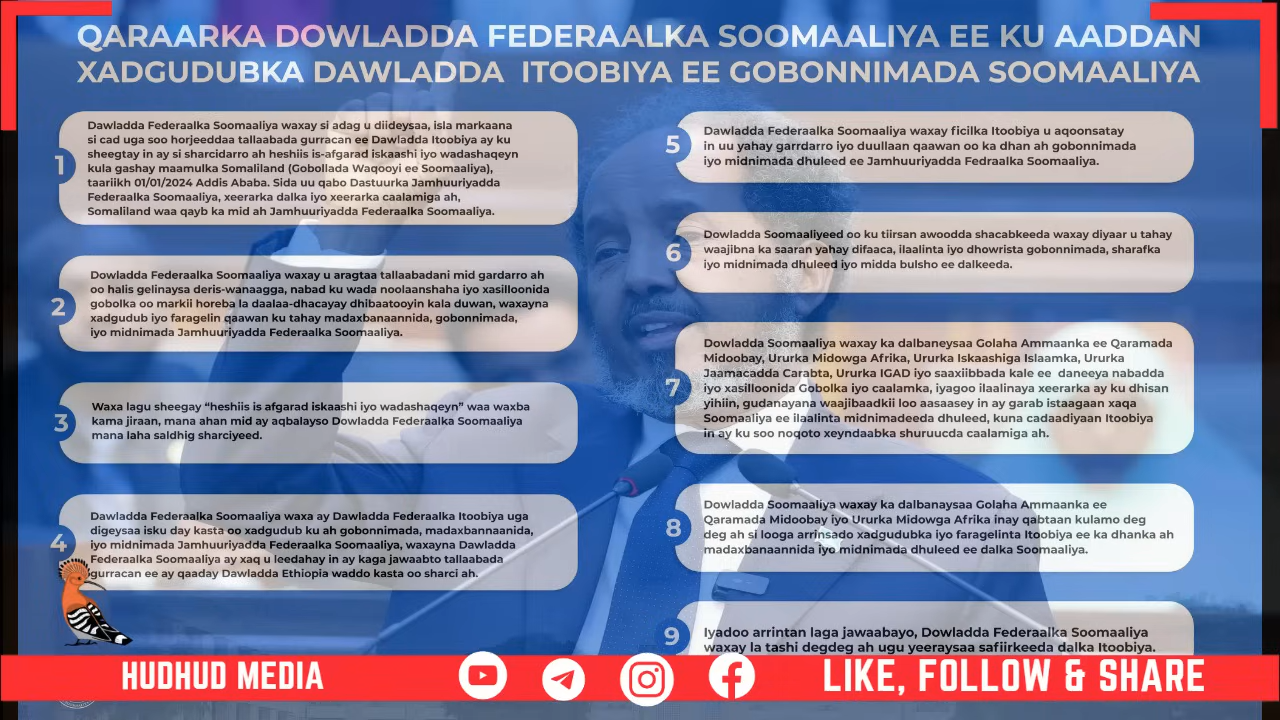 QARAARKA DOWLADDA FEDERAALKA SOOMAALIYA EE KU AADDAN
XADGUDUBKA DAWLADDA ITOOBIYA EE GOBONNIMADA SOOMAALIYA
1
Dawladda Federaalka Soomaaliya waxay si adag u diideysaa, isla markaana
si cad uga soo horjeeddaa tallaabada gurracan ee Dawladda Itoobiya ay ku
sheegtay in ay si sharcidarro ah heshiis is-afgarad iskaashi iyo wadashaqeyn
kula gashay maamulka Somaliland (Gobollada Waqooyi ee Soomaaliya),
taariikh 01/01/2024 Addis Ababa. Sida uu qabo Dastuurka Jamhuuriyadda
Federaalka Soomaaliya, xeerarka dalka iyo xeerarka caalamiga ah,
Somaliland waa qayb ka mid ah Jamhuuriyadda Federaalka Soomaaliya.
2
Dowladda Federaalka Soomaaliya waxay u aragtaa tallaabadani mid gardarro ah
oo halis gelinaysa deris-wanaagga, nabad ku wada noolaanshaha iyo xasilloonida
gobolka oo markii horeba la daalaa-dhacayay dhibaatooyin kala duwan, waxayna
xadgudub iyo faragelin qaawan ku tahay madaxbanaannida, gobonnimada,
iyo midnimada Jamhuuriyadda Federaalka Soomaaliya.
3
Waxa lagu sheegay “heshiis is afgarad iskaashi iyo wadashaqeyn” waa waxba
kama jiraan, mana ahan mid ay aqbalayso Dowladda Federaalka Soomaaliya
mana laha saldhig sharciyeed.
4
Dawladda Federaalka Soomaaliya waxa ay Dawladda Federaalka Itoobiya uga
digeysaa isku day kasta oo xadgudub ku ah gobonnimada, madaxbannaanida,
iyo midnimada Jamhuuriyadda Federaalka Soomaaliya, waxayna Dawladda
Federaalka Soomaaliya ay xaq u leedahay in ay kaga jawaabto tallaabada
gurracan ee ay qaaday Dawladda Ethiopia waddo kasta oo sharci ah.
5
Dawladda Federaalka Soomaaliya waxay ficilka Itoobiya u aqoonsatay
in uu yahay garrdarro iyo duullaan qaawan oo ka dhan ah gobonnimada
iyo midnimada dhuleed ee Jamhuuriyadda Fedraalka Soomaaliya.
6
Dowladda Soomaaliyeed oo ku tiirsan awoodda shacabkeeda waxay diyaar u tahay
waajibna ka saaran yahay difaaca, ilaalinta iyo dhowrista gobonnimada, sharafka
iyo midnimada dhuleed iyo midda bulsho ee dalkeeda.
7
Dowladda Soomaaliya waxay ka dalbaneysaa Golaha Ammaanka ee Qaramada
Midoobay, Ururka Midowga Afrika, Ururka Iskaashiga Islaamka, Ururka
Jaamacadda Carabta, Ururka IGAD iyo saaxiibbada kale ee daneeya nabadda
iyo xasilloonida Gobolka iyo caalamka, iyagoo ilaalinaya xeerarka ay ku dhisan
yihiin, gudanayana waajibaadkii loo aasaasey in ay garab istaagaan xaqa
Soomaaliya ee ilaalinta midnimadeeda dhuleed, kuna cadaadiyaan Itoobiya
in ay ku soo noqoto xeyndaabka shuruucda caalamiga ah.
8
Dowladda Soomaaliya waxay ka dalbanaysaa Golaha Ammaanka ee
Qaramada Midoobay iyo Ururka Midowga Afrika inay qabtaan kulamo deg
deg ah si looga arrinsado xadgudubka iyo faragelinta Itoobiya ee ka dhanka ah
madaxbanaannida iyo midnimada dhuleed ee dalka Soomaaliya.
9
Iyadoo arrintan laga jawaabayo, Dowladda Federaalka Soomaaliya
waxay la tashi degdeg ah ugu yeeraysaa safiirkeeda dalka Itoobiya.
HUDHUD MEDIA
LIKE, FOLLOW & SHARE